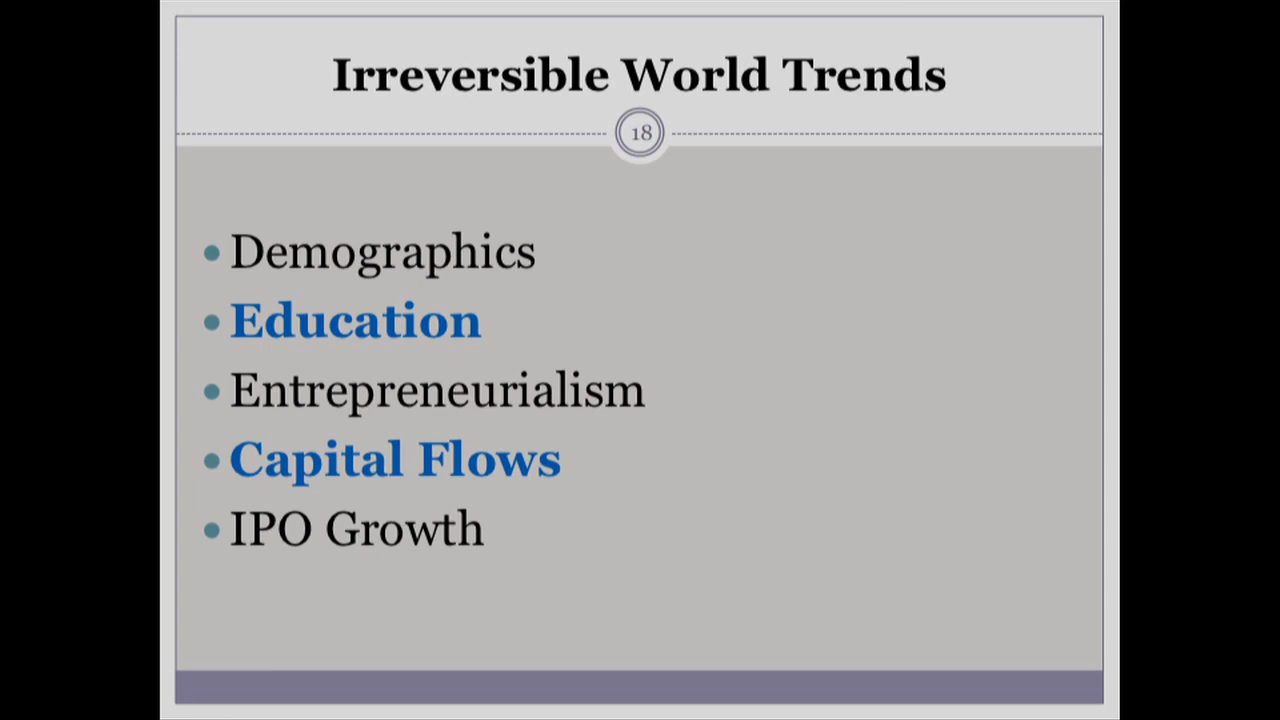 Irreversible World Trends
18
• Demographics
• Education
• Entrepreneurialism
• Capital Flows
• IPO Growth